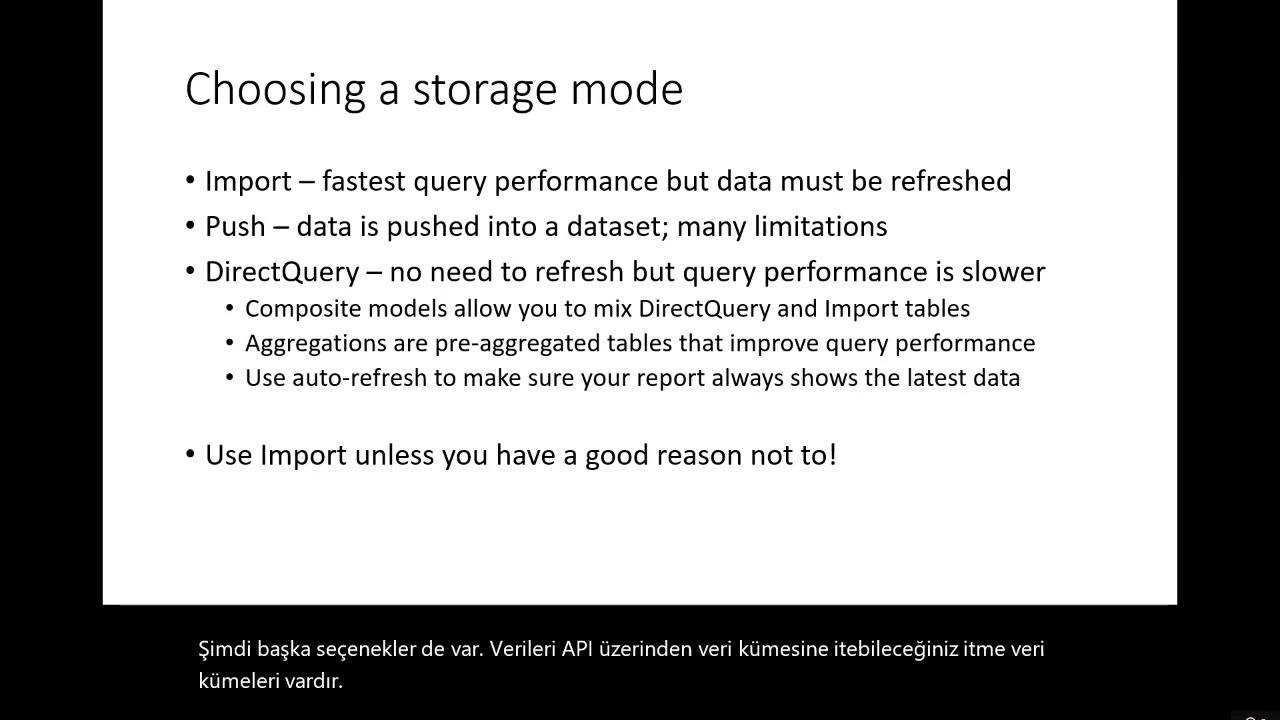 Choosing a storage mode
• Import – fastest query performance but data must be refreshed
• Push – data is pushed into a dataset; many limitations
• DirectQuery – no need to refresh but query performance is slower
• Composite models allow you to mix DirectQuery and Import tables
• Aggregations are pre-aggregated tables that improve query performance
• Use auto-refresh to make sure your report always shows the latest data
• Use Import unless you have a good reason not to!
Şimdi başka seçenekler de var. Verileri API üzerinden veri kümesine itebileceğiniz itme veri
kümeleri vardır.